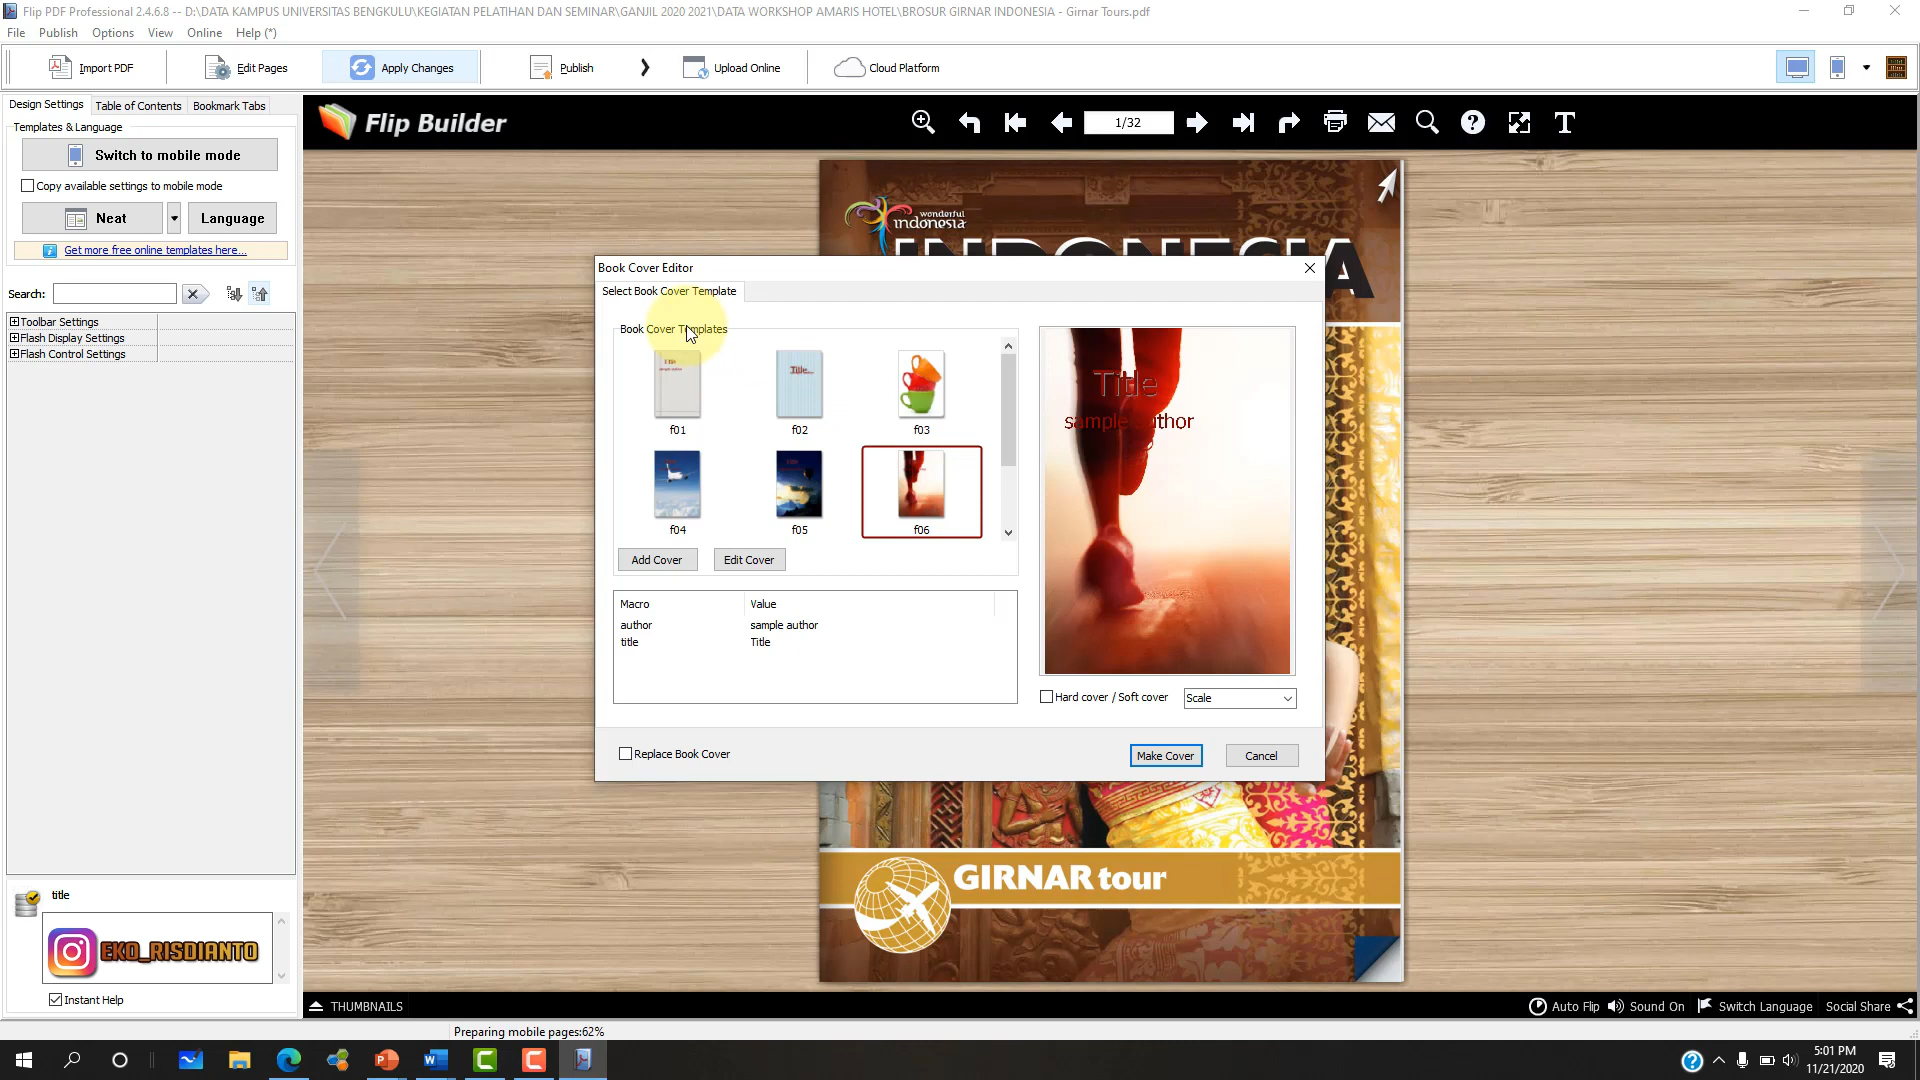 Flip PDF Professional 2.4.6.8 -- D:\DATA KAMPUS UNIVERSITAS BENGKULU\KEGIATAN PELATIHAN DAN SEMINAR\GANJIL 2020 2021\DATA WORKSHOP AMARIS HOTEL\BROSUR GIRNAR INDONESIA - Girnar Tours.pdf
File Publish Options View Online Help (*)
Import PDF Edit Pages Apply Changes Publish Upload Online Cloud Platform
Design Settings Table of Contents Bookmark Tabs
Templates & Language
Switch to mobile mode
Copy available settings to mobile mode
Neat Language
Get more free online templates here...
Search:
Toolbar Settings
Flash Display Settings
Flash Control Settings
title
EKO_RISDIANTO
Instant Help
Flip Builder
1/32
T
wonderful
indonesia
INDONESIA
Book Cover Editor
Select Book Cover Template
Book Cover Templates
Title
sample author
Title...
f01 f02 f03
f04 f05 f06
Add Cover Edit Cover
Macro Value
author sample author
title Title
Title
sample author
Hard cover / Soft cover Scale
Replace Book Cover Make Cover Cancel
GIRNAR tour
THUMBNAILS Auto Flip Sound On Switch Language Social Share
Preparing mobile pages:62%
5:01 PM
11/21/2020